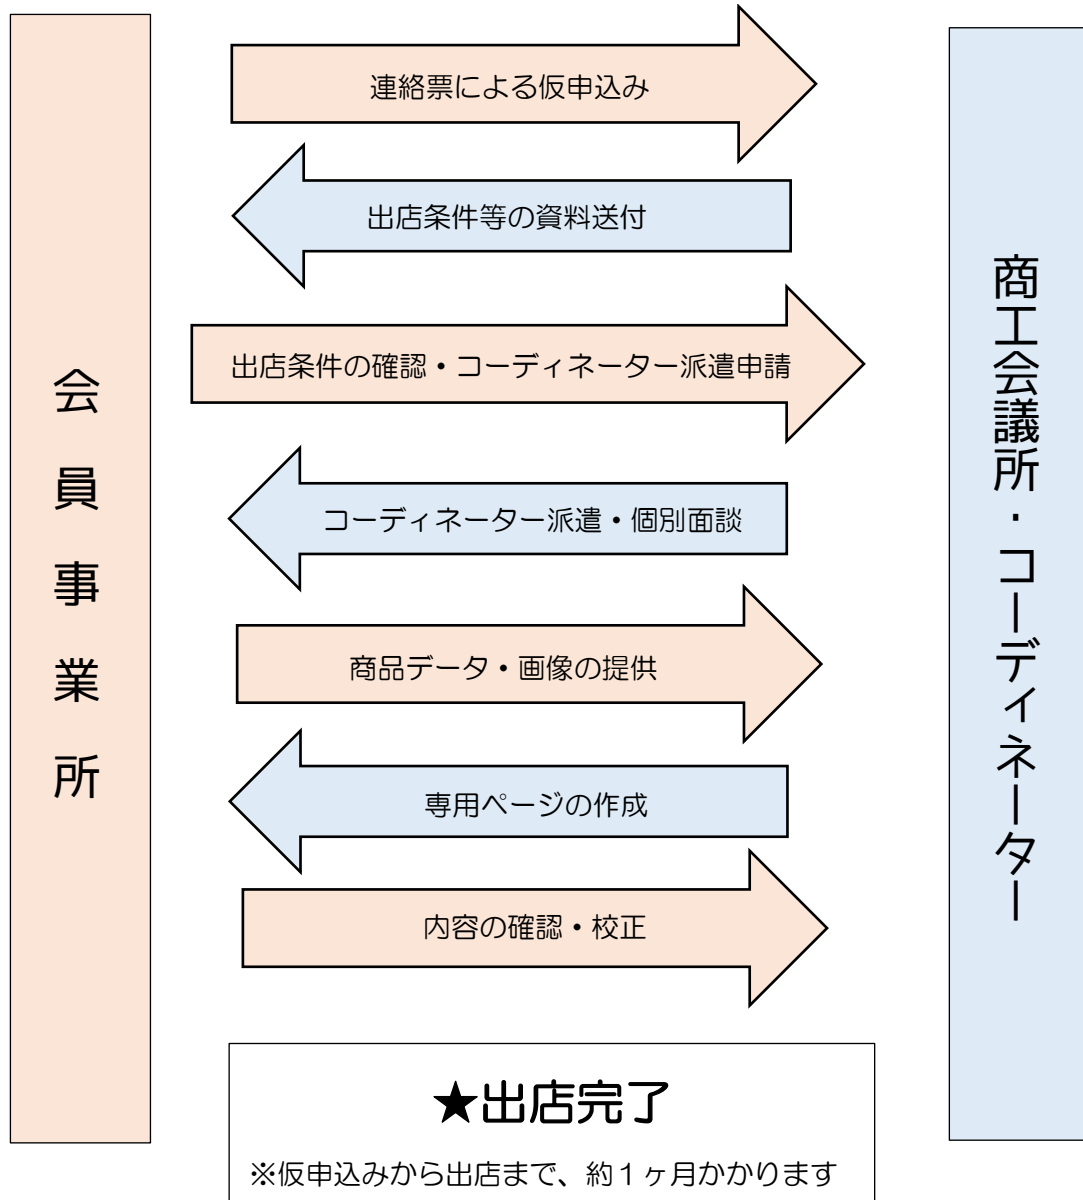 会員事業所
連絡票による仮申込み
出店条件等の資料送付
出店条件の確認・コーディネーター派遣申請
コーディネーター派遣・個別面談
商品データ・画像の提供
専用ページの作成
内容の確認・校正
商工会議所・コーディネーター
★出店完了
※仮申込みから出店まで、約１ヶ月かかります